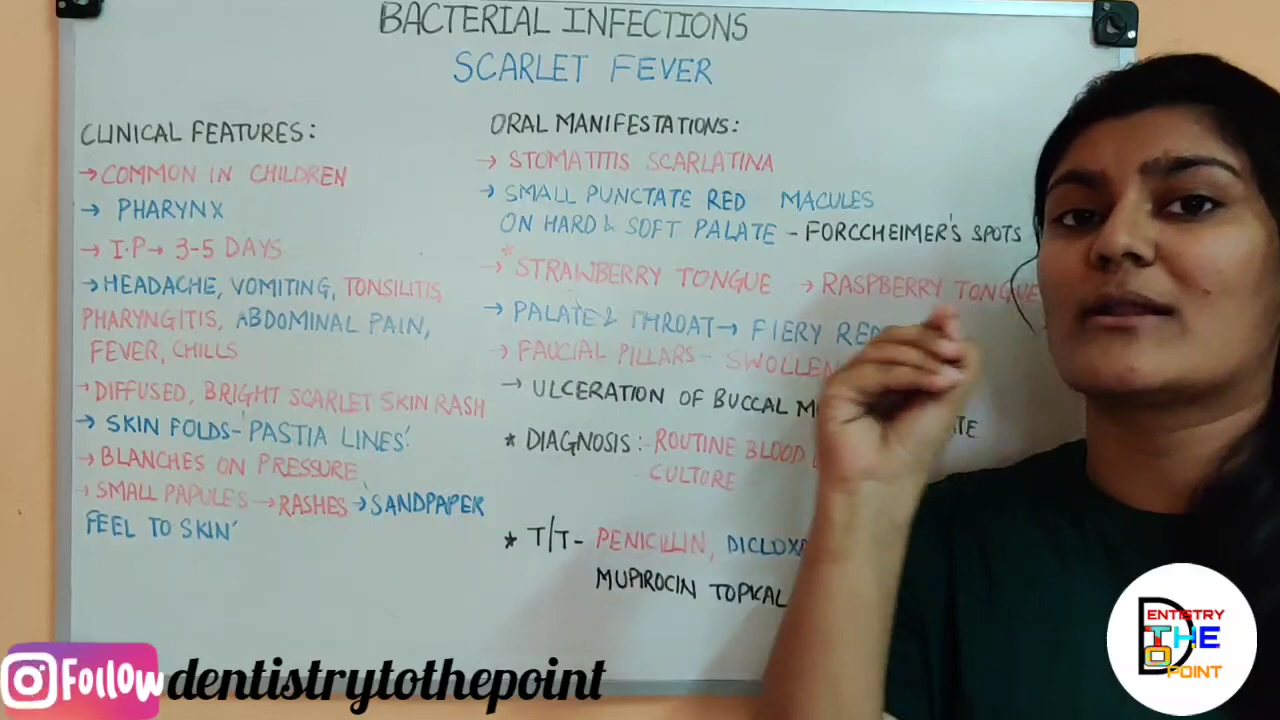 BACTERIAL INFECTIONS
SCARLET FEVER
CLINICAL FEATURES:
→ COMMON IN CHILDREN
→ PHARYNX
→ I.P → 3-5 DAYS
→ HEADACHE, VOMITING, TONSILITIS
PHARYNGITIS, ABDOMINAL PAIN,
FEVER, CHILLS
→ DIFFUSED, BRIGHT SCARLET SKIN RASH
→ SKIN FOLDS - 'PASTIA LINES'
→ BLANCHES ON PRESSURE
→ SMALL PAPULES → RASHES → 'SANDPAPER
FEEL TO SKIN'
ORAL MANIFESTATIONS:
→ STOMATITIS SCARLATINA
→ SMALL PUNCTATE RED MACULES
ON HARD & SOFT PALATE - FORCCHEIMER'S SPOTS
→ * STRAWBERRY TONGUE → RASPBERRY TONGUE
→ PALATE & THROAT → FIERY RED
→ FAUCIAL PILLARS - SWOLLEN
→ ULCERATION OF BUCCAL
* DIAGNOSIS: - ROUTINE BLOOD
- CULTURE
* T/T - PENICILLIN,
MUPIROCIN TOPICAL
Follow dentistrytothepoint
DENTISTRY
TO THE
POINT